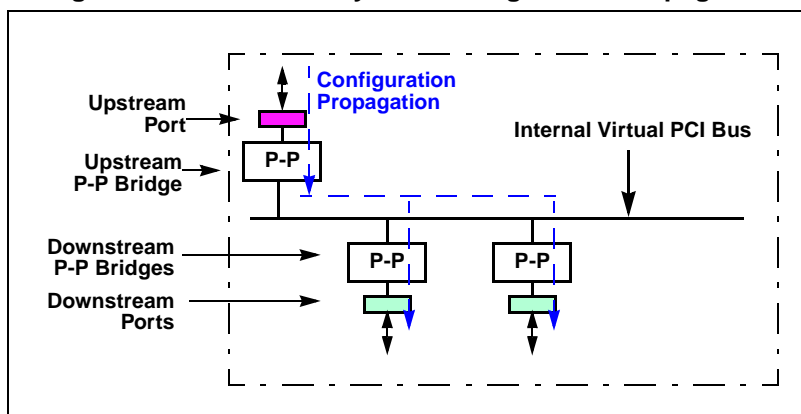 Configuration
Propagation
Upstream
Port
Internal Virtual PCI Bus
Upstream
P-P Bridge
P-P
Downstream
P-P Bridges
P-P
P-P
Downstream
Ports